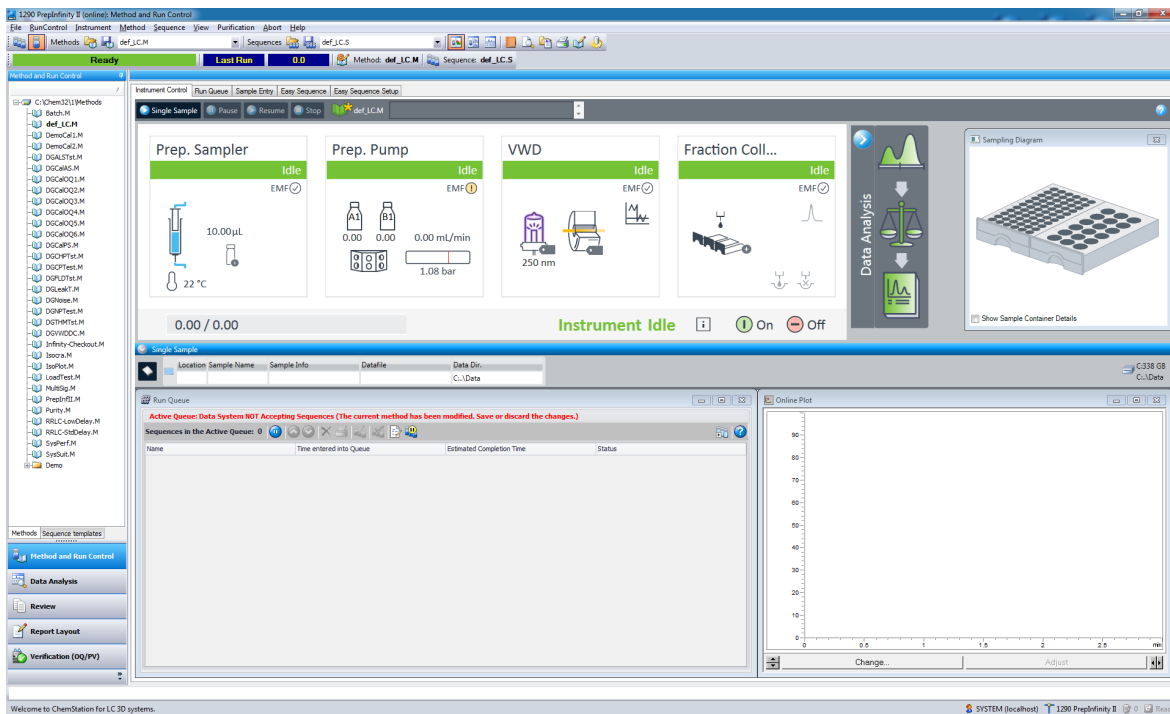 1290 PrepInfinity II (online): Method and Run Control
File RunControl Instrument Method Sequence View Purification Abort Help
Methods def_LC.M Sequences def_LC.S
Ready Last Run 0.0 Method: def_LC.M Sequence: def_LC.S
Method and Run Control
Instrument Control Run Queue Sample Entry Easy Sequence Easy Sequence Setup
Single Sample Pause Resume Stop def_LC.M
C:\Chem32\1\Methods
Batch.M
def_LC.M
DemoCal1.M
DemoCal2.M
DGALSTst.M
DGCalAS.M
DGCalOQ1.M
DGCalOQ2.M
DGCalOQ3.M
DGCalOQ4.M
DGCalOQ5.M
DGCalOQ6.M
DGCalPS.M
DGCHPTst.M
DGCPTest.M
DGFLDTst.M
DGLeakT.M
DGNoise.M
DGNPTest.M
DGTHMTst.M
DGVWDDC.M
Infinity-Checkout.M
Isocra.M
IsoPlot.M
LoadTest.M
MultiSig.M
PrepInfII.M
Purity.M
RRLC-LowDelay.M
RRLC-StdDelay.M
SysPerf.M
SysSuit.M
Demo
Methods Sequence templates
Method and Run Control
Data Analysis
Review
Report Layout
Verification (OQ/PV)
Prep. Sampler
Idle
EMF
10.00 µL
22 °C
Prep. Pump
Idle
EMF
A1 B1
0.00 0.00 0.00 mL/min
1.08 bar
VWD
Idle
EMF
250 nm
Fraction Coll...
Idle
EMF
0.00 / 0.00
Instrument Idle i On Off
Data Analysis
Sampling Diagram
Show Sample Container Details
Single Sample
Location Sample Name Sample Info Datafile Data Dir.
C:..\Data
C:338 GB
C:..\Data
Run Queue
Active Queue: Data System NOT Accepting Sequences (The current method has been modified. Save or discard the changes.)
Sequences in the Active Queue: 0
Name Time entered into Queue Estimated Completion Time Status
Online Plot
90
80
70
60
50
40
30
20
10
0
0 0.5 1 1.5 2 2.5 min
Change... Adjust
Welcome to ChemStation for LC 3D systems.
SYSTEM (localhost) 1290 PrepInfinity II 0